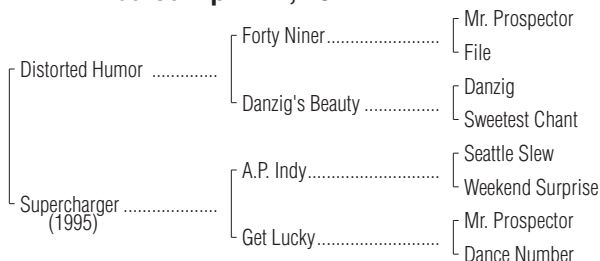 Forty Niner
Mr. Prospector
File
Distorted Humor
Danzig's Beauty
Danzig
Sweetest Chant
A.P. Indy
Seattle Slew
Weekend Surprise
Supercharger
(1995)
Get Lucky
Mr. Prospector
Dance Number